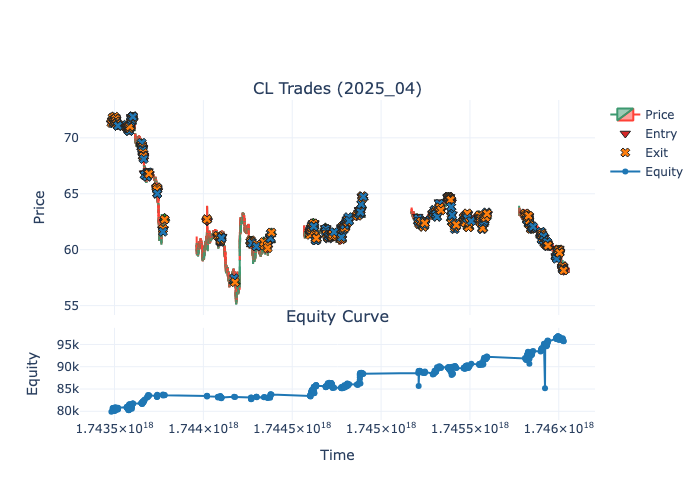 CL Trades (2025_04)
Price
Entry
Exit
Equity
70
65
60
55
Price
Equity Curve
95k
90k
85k
80k
Equity
1.7435×10¹⁸ 1.744×10¹⁸ 1.7445×10¹⁸ 1.745×10¹⁸ 1.7455×10¹⁸ 1.746×10¹⁸
Time